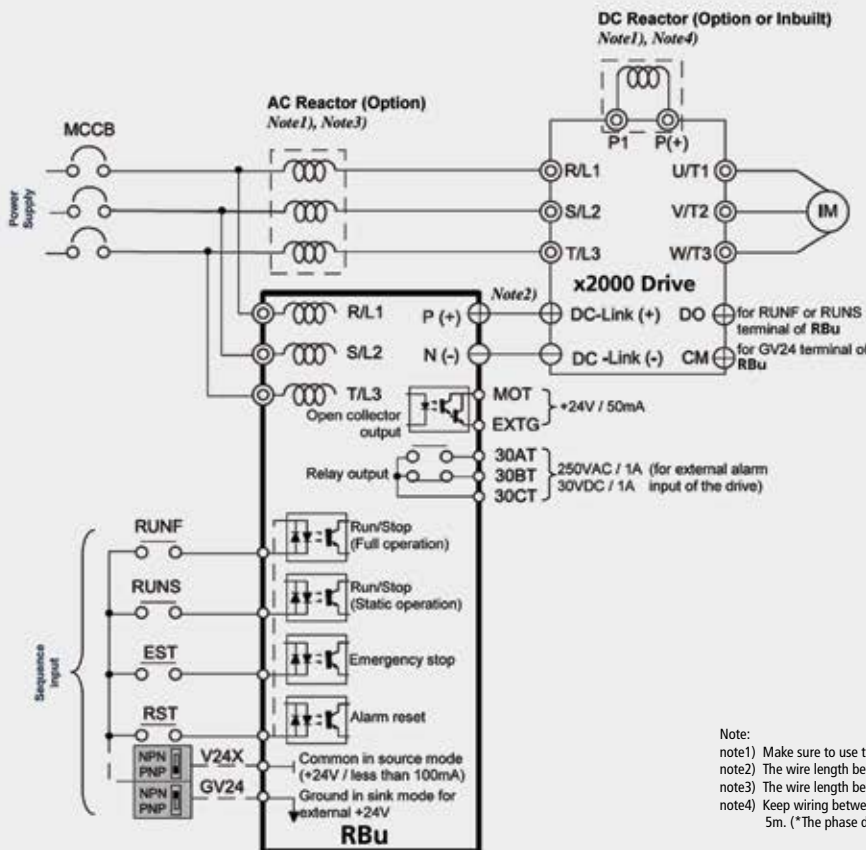 DC Reactor (Option or Inbuilt)
Note1), Note4)
AC Reactor (Option)
Note1), Note3)
MCCB
P1
P(+)
Power
Supply
R/L1
U/T1
S/L2
V/T2
IM
T/L3
W/T3
x2000 Drive
Note2)
R/L1
P (+)
DC-Link (+)
DO
for RUNF or RUNS
terminal of RBu
S/L2
N (-)
DC -Link (-)
CM
for GV24 terminal of
RBu
T/L3
Open collector
output
MOT
EXTG
+24V / 50mA
Relay output
30AT
30BT
30CT
250VAC / 1A (for external alarm
30VDC / 1A input of the drive)
Sequence
input
RUNF
Run/Stop
(Full operation)
RUNS
Run/Stop
(Static operation)
EST
Emergency stop
RST
Alarm reset
NPN
PNP
V24X
Common in source mode
(+24V / less than 100mA)
NPN
PNP
GV24
Ground in sink mode for
external +24V
RBu
Note:
note1) Make sure to use t
note2) The wire length be
note3) The wire length be
note4) Keep wiring betwe
5m. (*The phase d